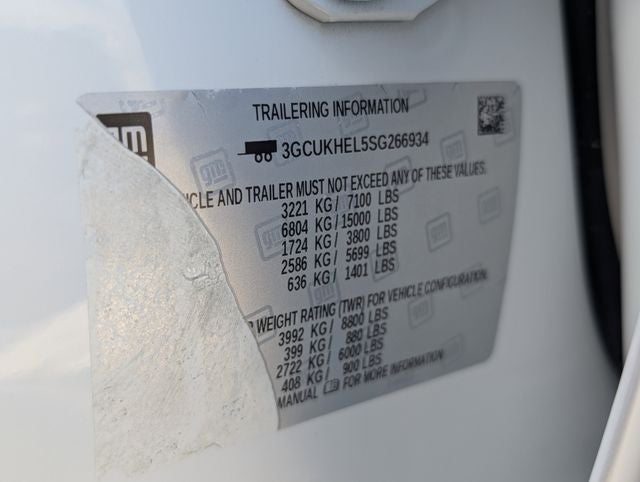 TRAILERING INFORMATION
gm
3GCUKHEL5SG266934
ICLE AND TRAILER MUST NOT EXCEED ANY OF THESE VALUES.
3221 KG/ 7100 LBS
6804 KG/ 15000 LBS
1724 KG/ 3800 LBS
2586 KG/ 5699 LBS
636 KG/ 1401 LBS
WEIGHT RATING (TWR) FOR VEHICLE CONFIGURATION.
3992 KG/ 8800 LBS
399 KG/ 880 LBS
2722 KG/ 6000 LBS
408 KG/ 900 LBS
MANUAL FOR MORE INFORMATION